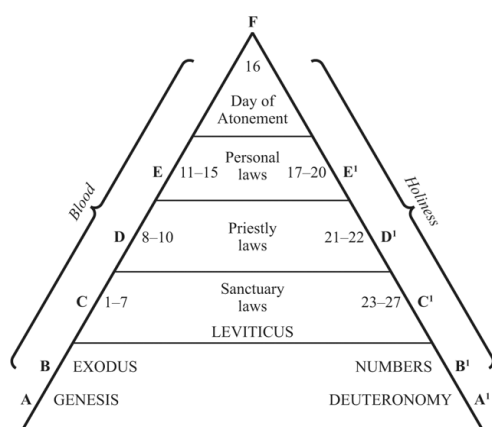 F
16
Day of
Atonement
Blood
Holiness
E 11–15 Personal laws 17–20 E¹
D 8–10 Priestly laws 21–22 D¹
C 1–7 Sanctuary laws 23–27 C¹
LEVITICUS
B EXODUS NUMBERS B¹
A GENESIS DEUTERONOMY A¹